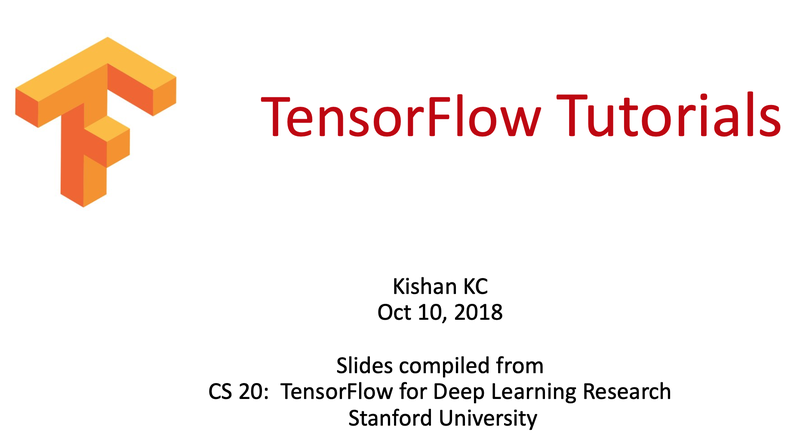 TensorFlow Tutorials
Kishan KC
Oct 10, 2018
Slides compiled from
CS 20: TensorFlow for Deep Learning Research
Stanford University